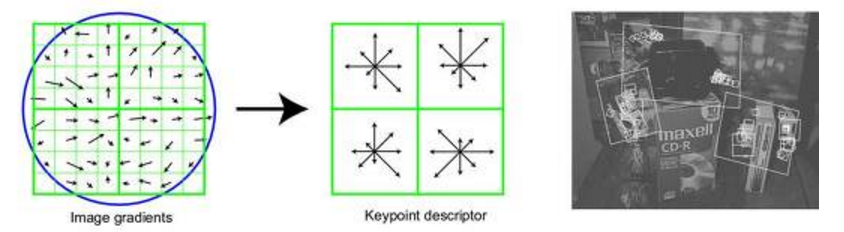 Image gradients
Keypoint descriptor
maxell
CD-R